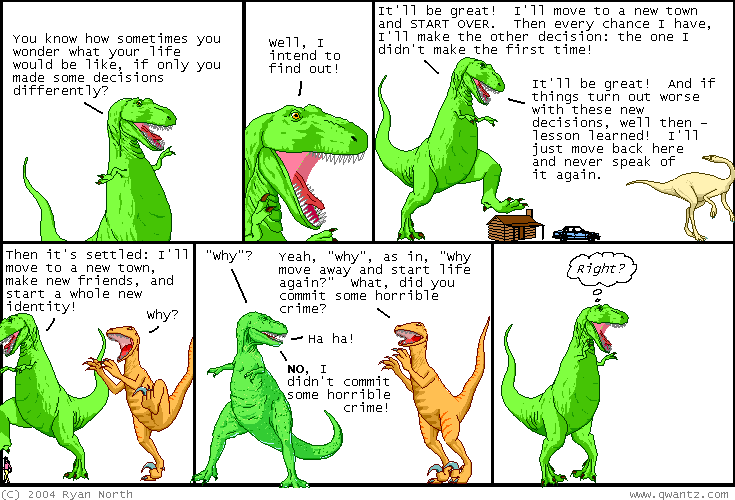 You know how sometimes you
wonder what your life
would be like, if only you
made some decisions
differently?
Well, I
intend to
find out!
It'll be great!  I'll move to a new town
and START OVER.  Then every chance I have,
I'll make the other decision: the one I
didn't make the first time!
It'll be great!  And if
things turn out worse
with these new
decisions, well then –
lesson learned!  I'll
just move back here
and never speak of
it again.
Then it's settled: I'll
move to a new town,
make new friends, and
start a whole new
identity!
Why?
"Why"?
Yeah, "why", as in, "Why
move away and start life
again?"  What, did you
commit some horrible
crime?
Ha ha!
NO, I
didn't commit
some horrible
crime!
Right?
(C) 2004 Ryan North
www.qwantz.com